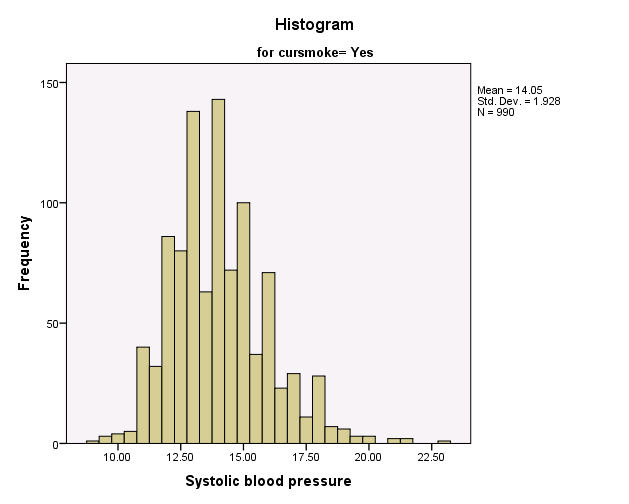 Histogram
for cursmoke= Yes
Mean = 14.05
Std. Dev. = 1.928
N = 990
150
100
50
0
Frequency
10.00 12.50 15.00 17.50 20.00 22.50
Systolic blood pressure